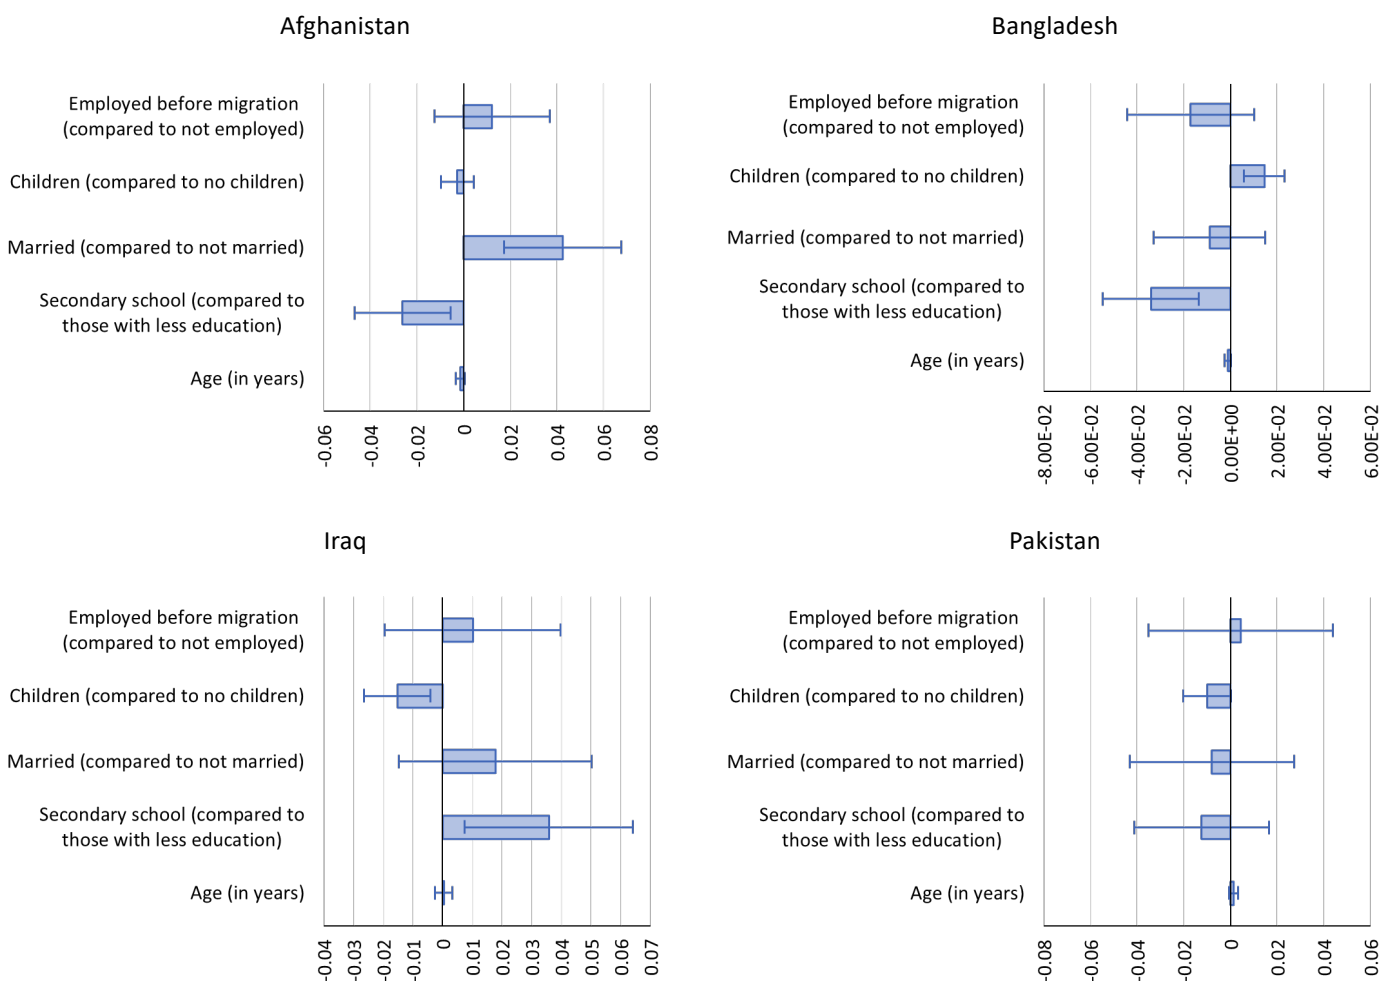 Afghanistan
Employed before migration
(compared to not employed)
Children (compared to no children)
Married (compared to not married)
Secondary school (compared to
those with less education)
Age (in years)
-0.06
-0.04
-0.02
0
0.02
0.04
0.06
0.08
Bangladesh
Employed before migration
(compared to not employed)
Children (compared to no children)
Married (compared to not married)
Secondary school (compared to
those with less education)
Age (in years)
-8.00E-02
-6.00E-02
-4.00E-02
-2.00E-02
0.00E+00
2.00E-02
4.00E-02
6.00E-02
Iraq
Employed before migration
(compared to not employed)
Children (compared to no children)
Married (compared to not married)
Secondary school (compared to
those with less education)
Age (in years)
-0.04
-0.03
-0.02
-0.01
0
0.01
0.02
0.03
0.04
0.05
0.06
0.07
Pakistan
Employed before migration
(compared to not employed)
Children (compared to no children)
Married (compared to not married)
Secondary school (compared to
those with less education)
Age (in years)
-0.08
-0.06
-0.04
-0.02
0
0.02
0.04
0.06